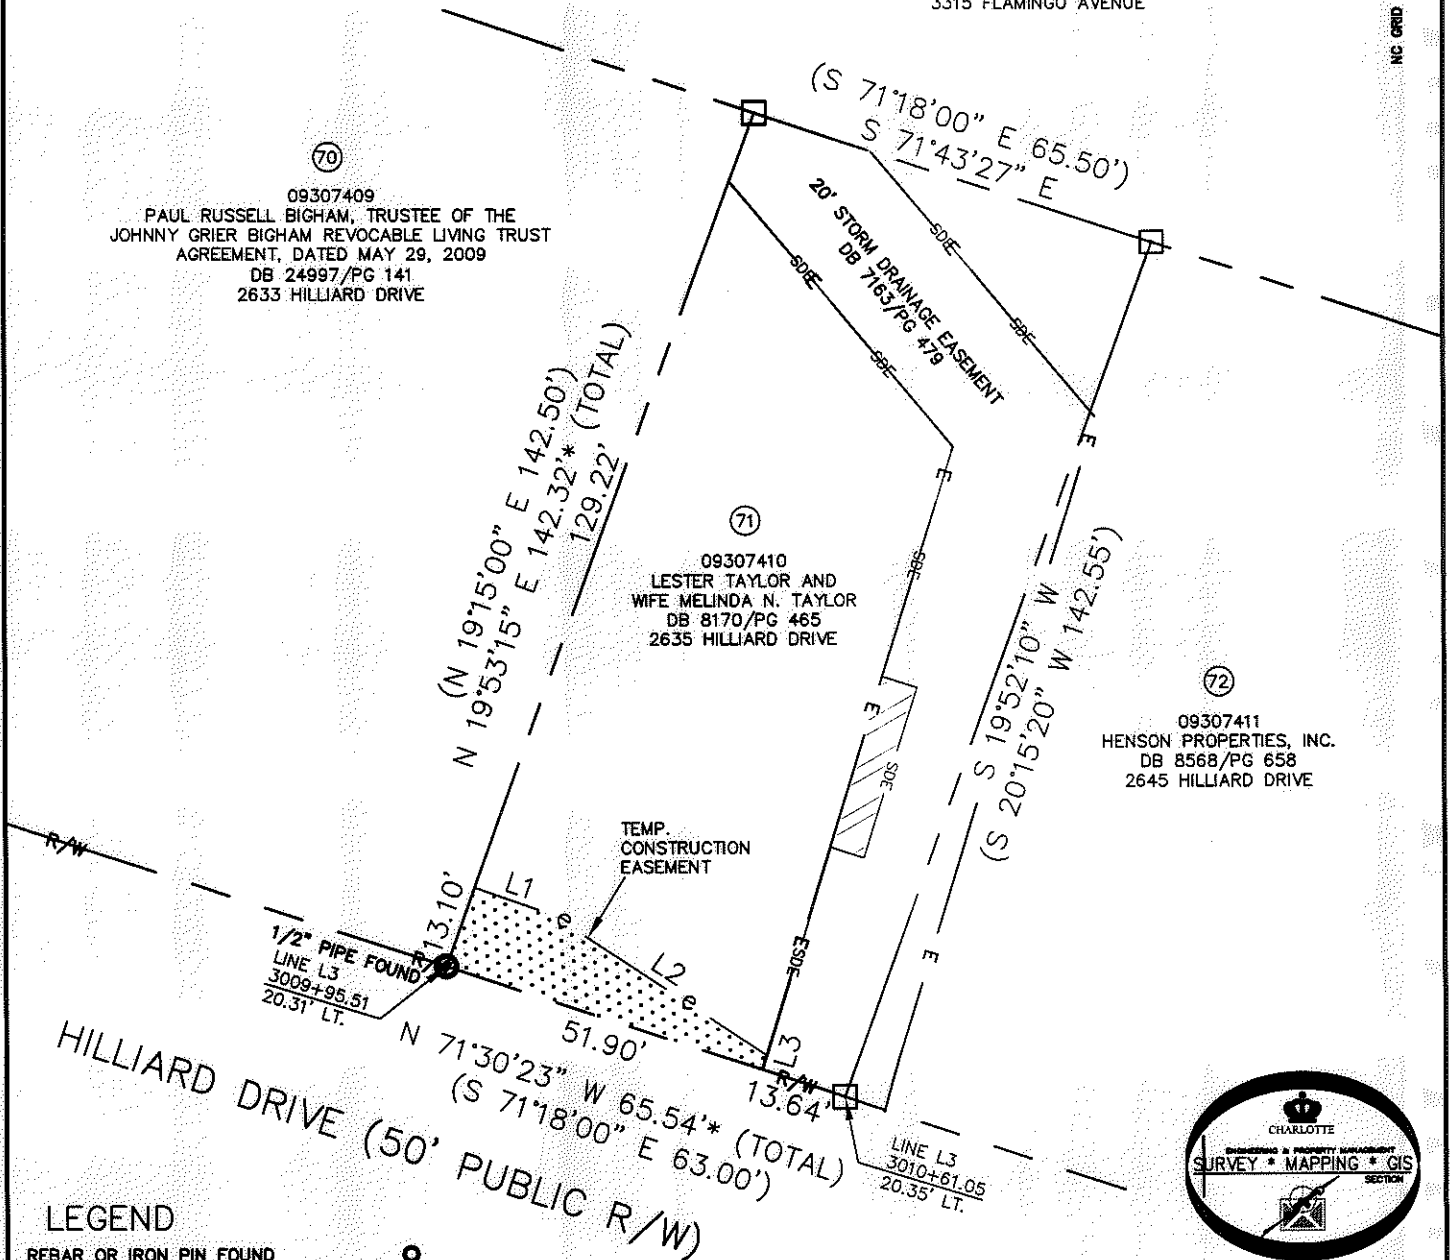 3315 FLAMINGO AVENUE
NC GRID
(S 71°18'00" E 65.50')
S 71°43'27" E
70
09307409
PAUL RUSSELL BIGHAM, TRUSTEE OF THE
JOHNNY GRIER BIGHAM REVOCABLE LIVING TRUST
AGREEMENT, DATED MAY 29, 2009
DB 24997/PG 141
2633 HILLIARD DRIVE
20' STORM DRAINAGE EASEMENT
DB 7163/PG 479
SDE
SDE
SDE
SDE
E
E
(N 19°15'00" E 142.50')
N 19°53'15" E 142.32'* (TOTAL)
129.22'
71
09307410
LESTER TAYLOR AND
WIFE MELINDA N. TAYLOR
DB 8170/PG 465
2635 HILLIARD DRIVE
SDE
E
SDE
S 19°52'10" W
(S 20°15'20" W 142.55')
72
09307411
HENSON PROPERTIES, INC.
DB 8568/PG 658
2645 HILLIARD DRIVE
TEMP.
CONSTRUCTION
EASEMENT
R/W
13.10'
L1
e
L2
e
ESDE
E
L3
1/2" PIPE FOUND
R/W
LINE L3
3009+95.51
20.31' LT.
51.90'
R/W
13.64'
N 71°30'23" W 65.54'* (TOTAL)
(S 71°18'00" E 63.00')
LINE L3
3010+61.05
20.35' LT.
HILLIARD DRIVE (50' PUBLIC R/W)
CHARLOTTE
ENGINEERING & PROPERTY MANAGEMENT
SURVEY * MAPPING * GIS
SECTION
LEGEND
REBAR OR IRON PIN FOUND